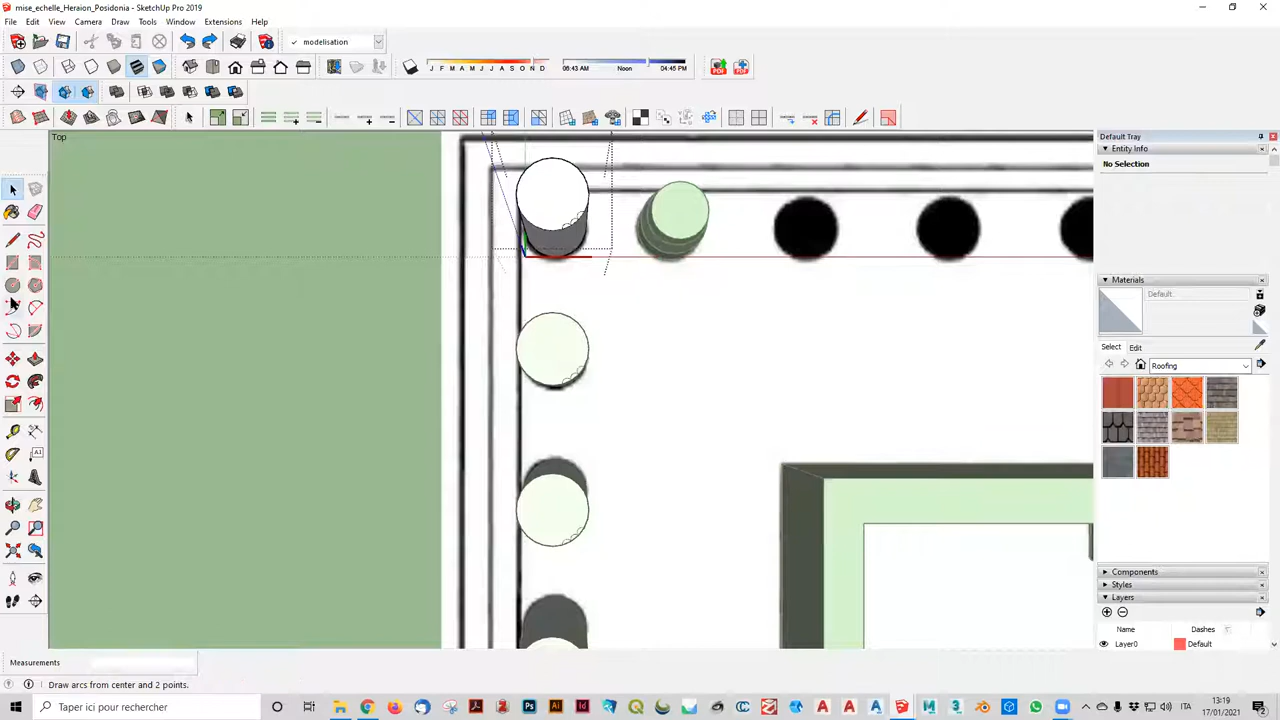 mise_echelle_Heraion_Posidonia - SketchUp Pro 2019
File Edit View Camera Draw Tools Window Extensions Help
✓ modelisation
J F M A M J J A S O N D 06:43 AM Noon 04:45 PM
Top
Default Tray
Entity Info
No Selection
Materials
Default
Select Edit
Roofing
Components
Styles
Layers
Name Dashes
Layer0 Default
Measurements
Draw arcs from center and 2 points.
Taper ici pour rechercher
ITA
13:19
17/01/2021